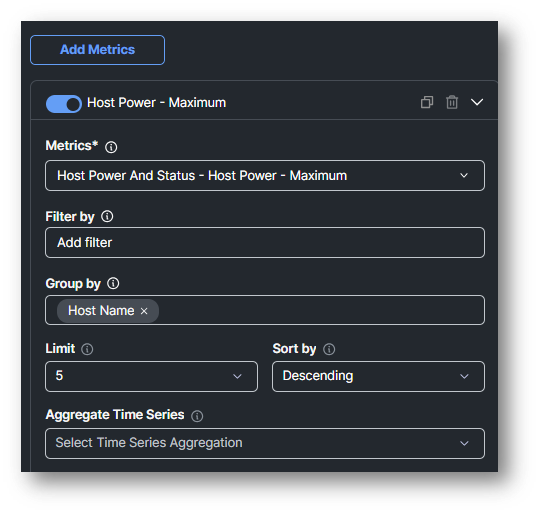 Add Metrics
Host Power - Maximum
Metrics*
Host Power And Status - Host Power - Maximum
Filter by
Add filter
Group by
Host Name ×
Limit
Sort by
5
Descending
Aggregate Time Series
Select Time Series Aggregation